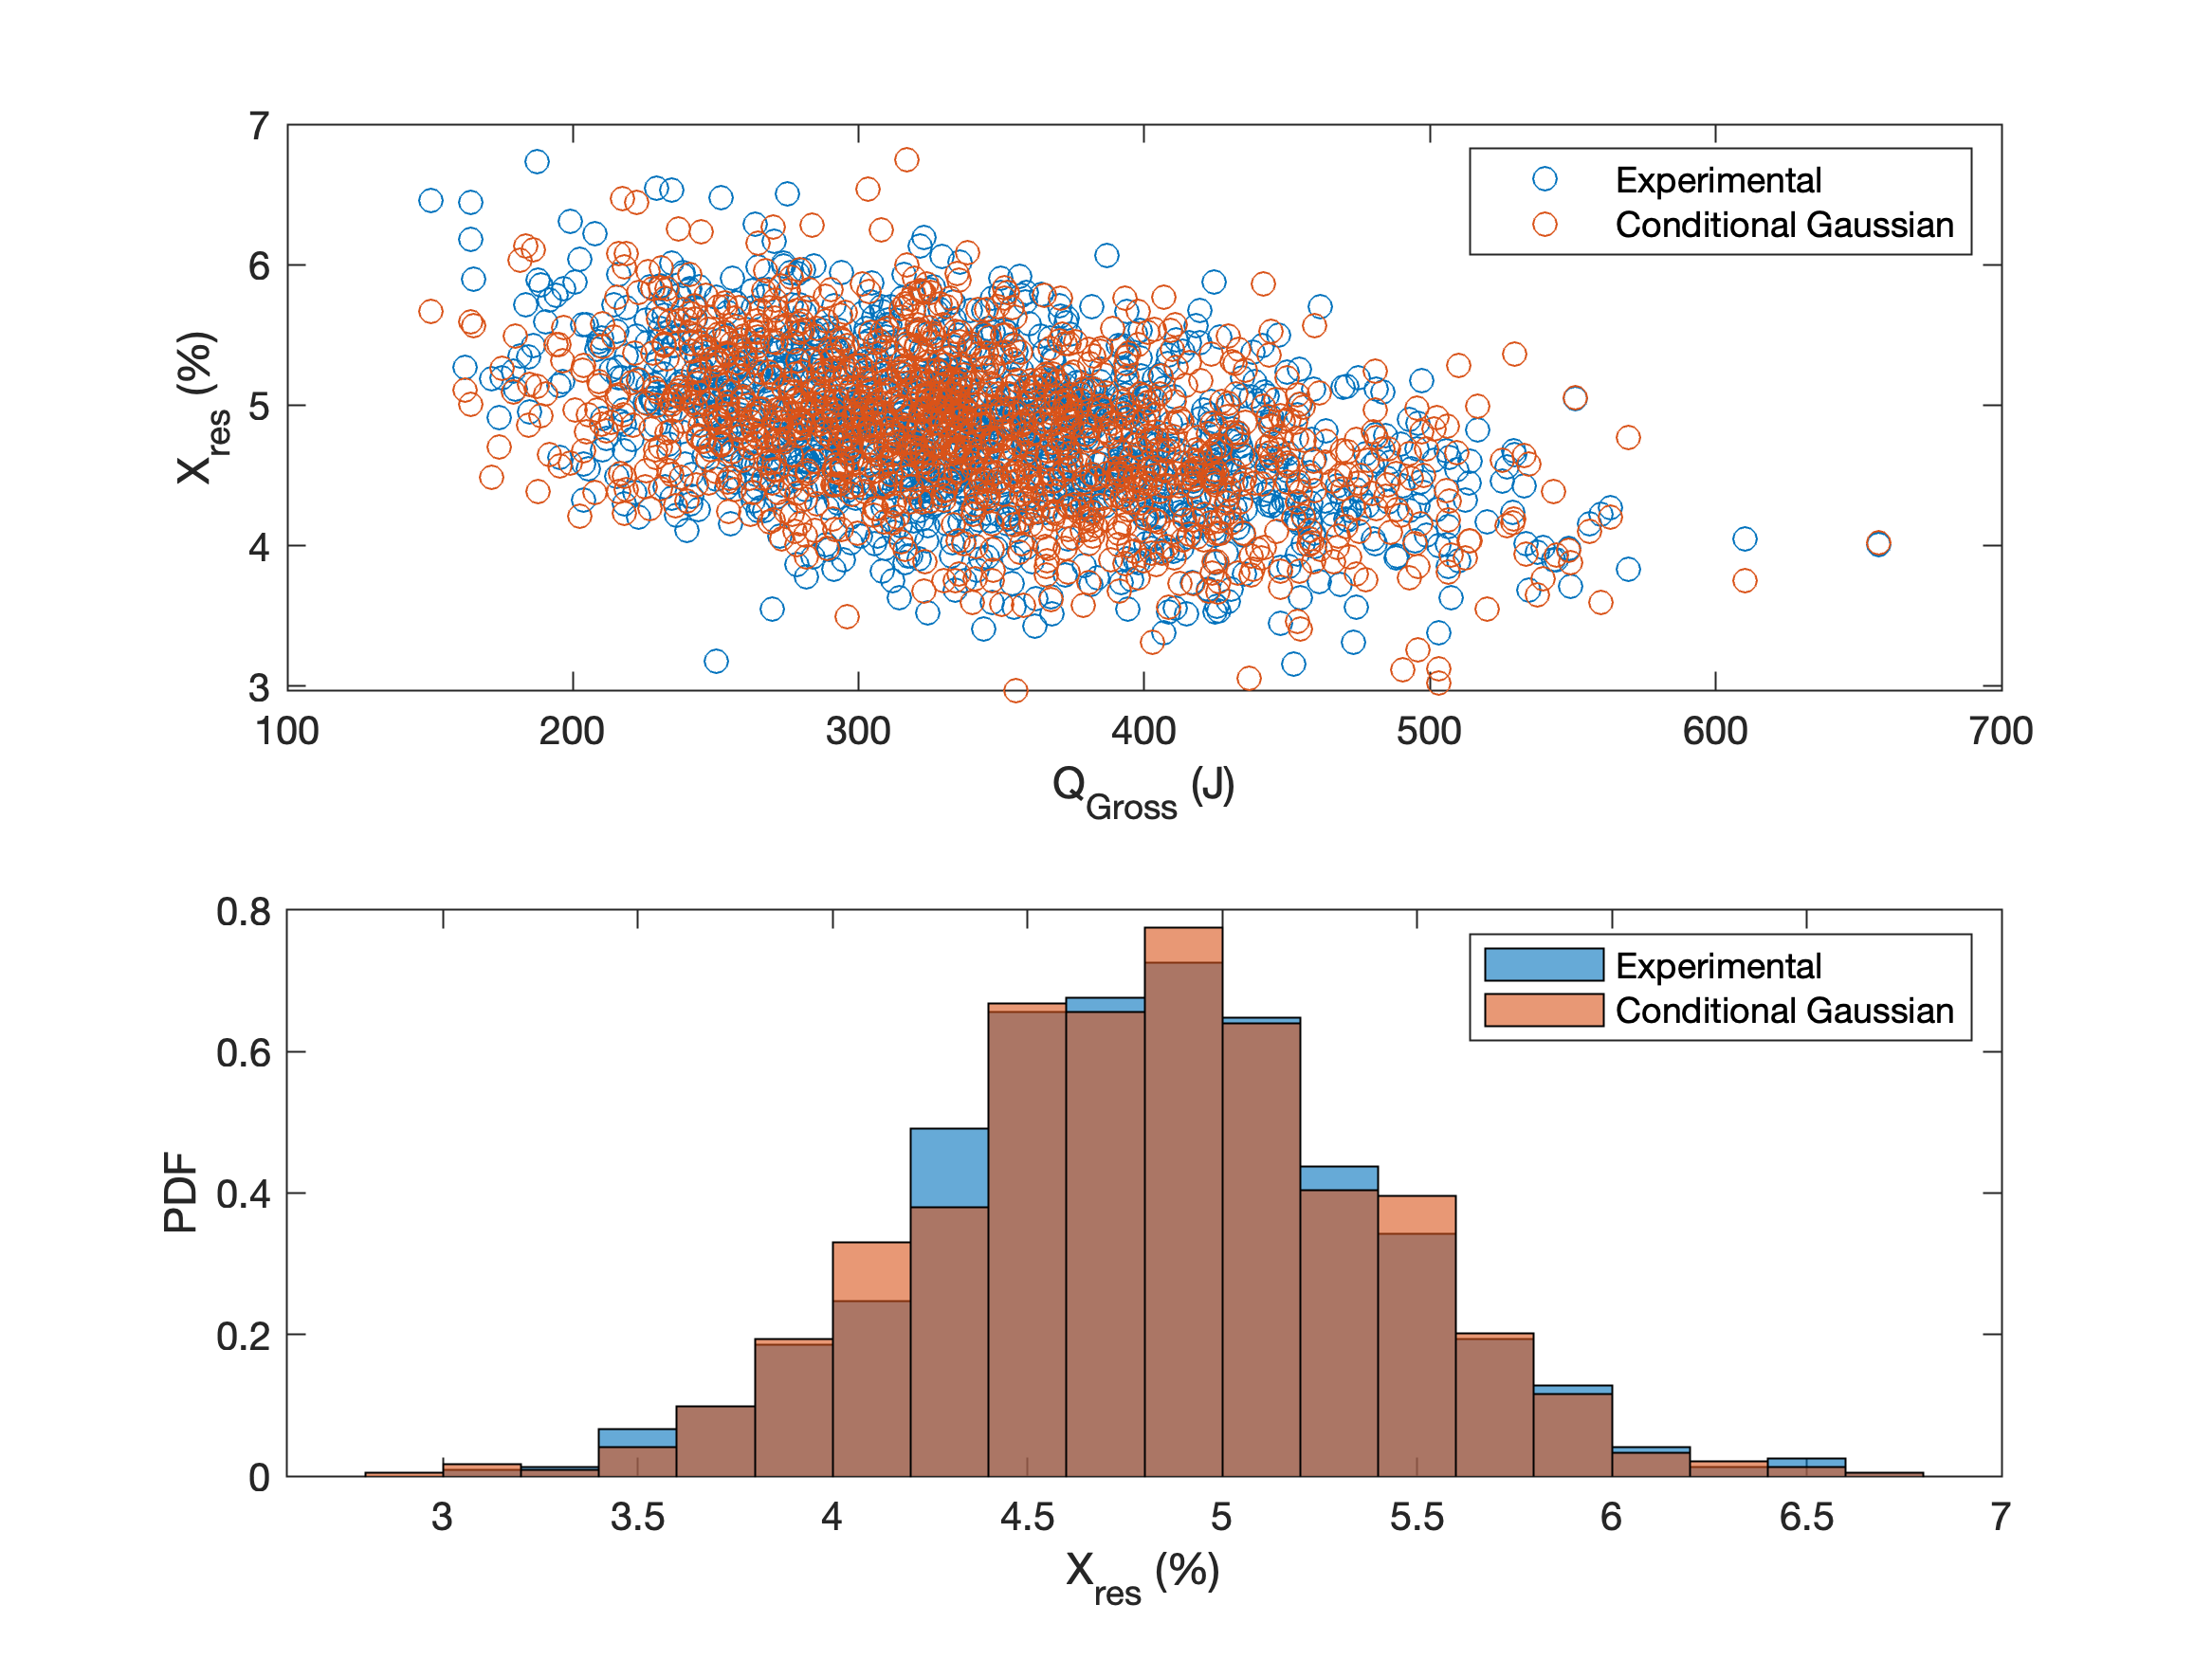 7
6
5
4
3
X_res (%)
Experimental
Conditional Gaussian
100 200 300 400 500 600 700
Q_Gross (J)
0.8
0.6
0.4
0.2
0
PDF
Experimental
Conditional Gaussian
3 3.5 4 4.5 5 5.5 6 6.5 7
X_res (%)